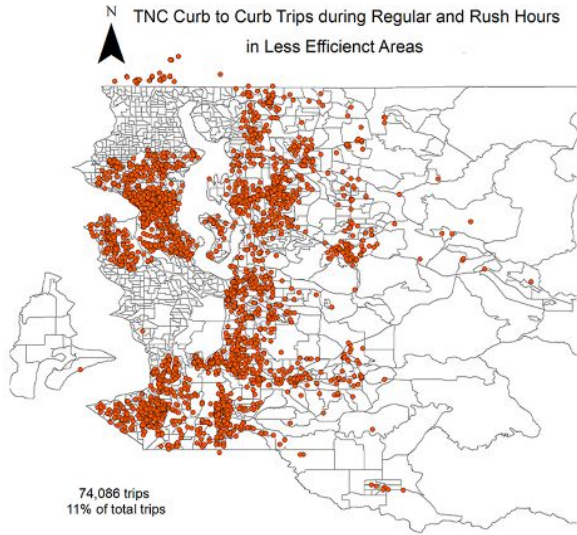 N
TNC Curb to Curb Trips during Regular and Rush Hours
in Less Efficienct Areas
74,086 trips
11% of total trips